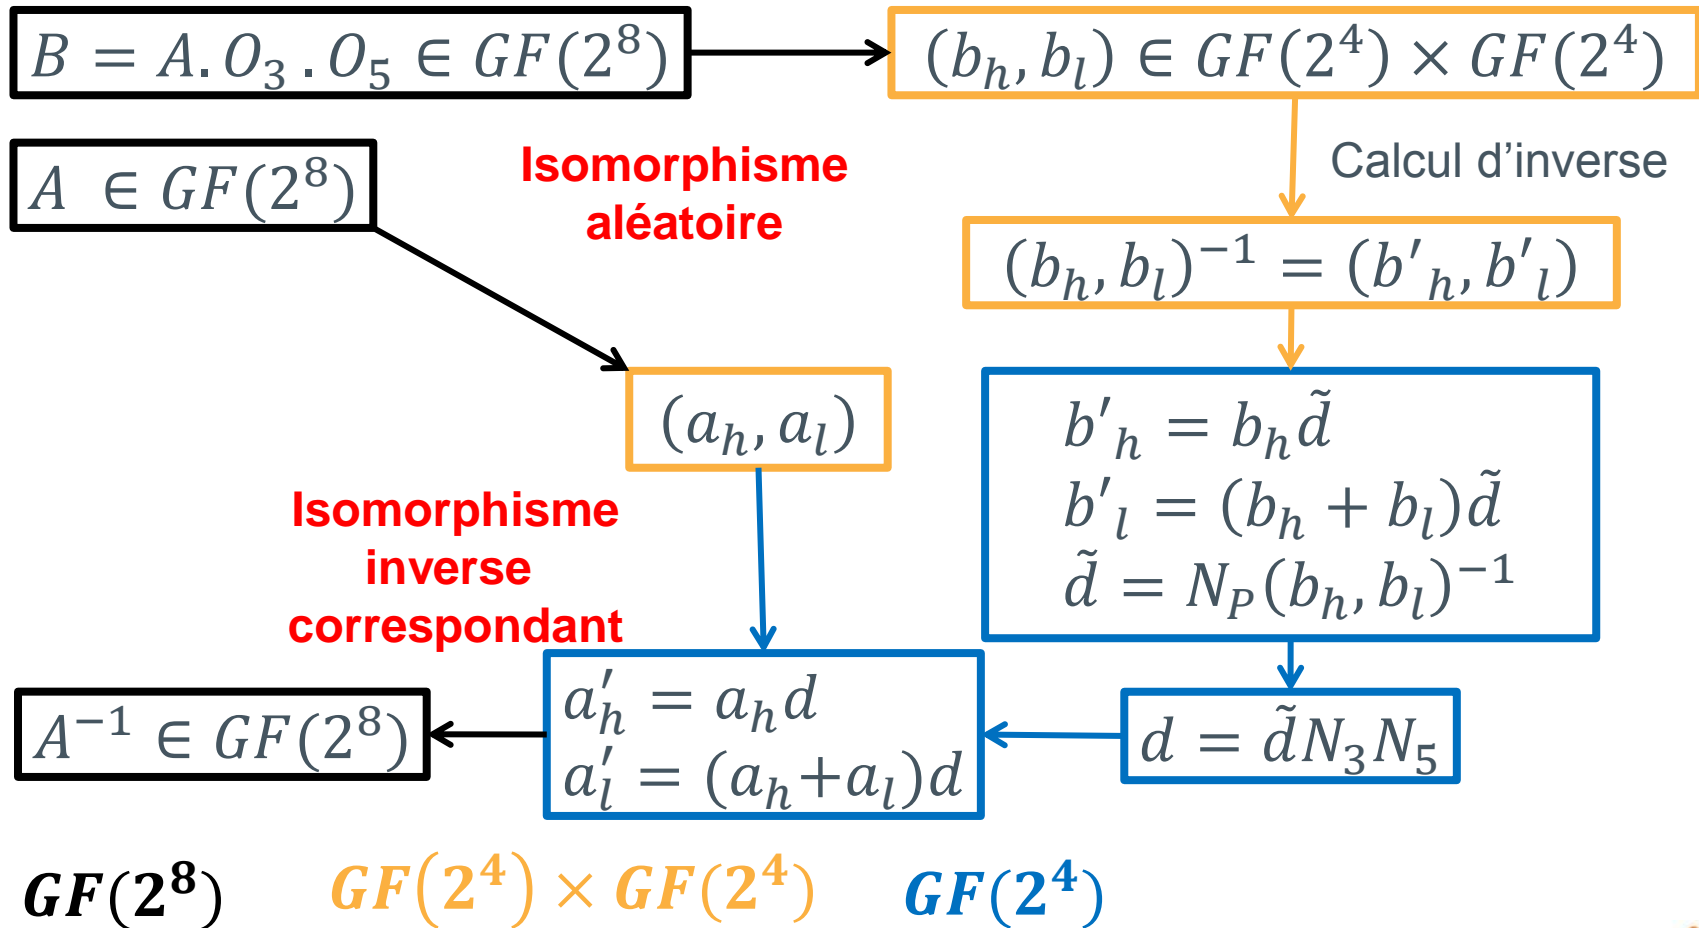 B = A. O₃ . O₅ ∈ GF(2⁸)
(b_h, b_l) ∈ GF(2⁴) × GF(2⁴)
A ∈ GF(2⁸)
Isomorphisme
aléatoire
Calcul d'inverse
(b_h, b_l)⁻¹ = (b'_h, b'_l)
(a_h, a_l)
b'_h = b_h d̃
b'_l = (b_h + b_l)d̃
d̃ = N_P(b_h, b_l)⁻¹
Isomorphisme
inverse
correspondant
A⁻¹ ∈ GF(2⁸)
a'_h = a_h d
a'_l = (a_h+a_l)d
d = d̃N₃N₅
GF(2⁸)
GF(2⁴) × GF(2⁴)
GF(2⁴)